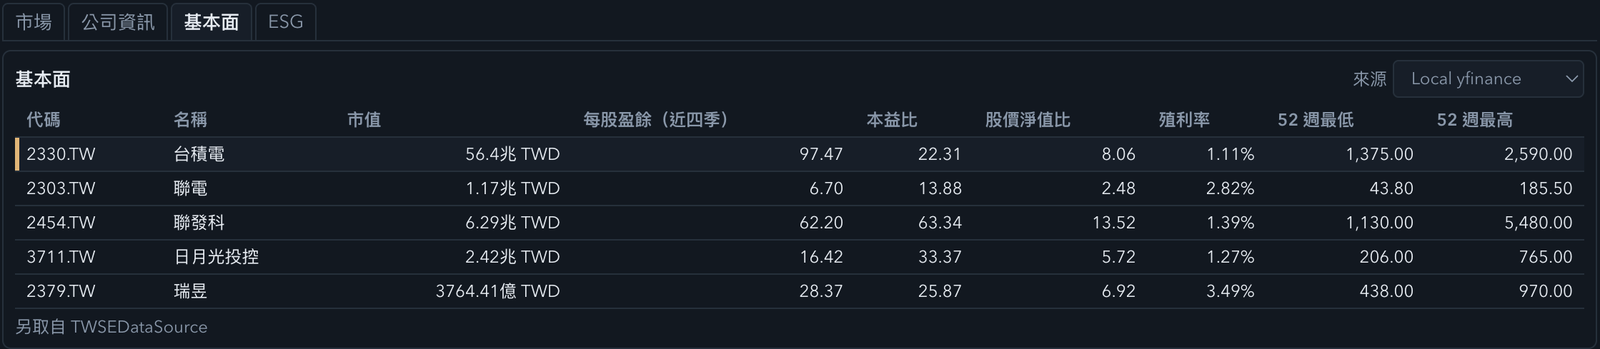 市場 公司資訊 基本面 ESG
基本面 來源 Local yfinance
代碼 名稱 市值 每股盈餘（近四季） 本益比 股價淨值比 殖利率 52 週最低 52 週最高
2330.TW 台積電 56.4兆 TWD 97.47 22.31 8.06 1.11% 1,375.00 2,590.00
2303.TW 聯電 1.17兆 TWD 6.70 13.88 2.48 2.82% 43.80 185.50
2454.TW 聯發科 6.29兆 TWD 62.20 63.34 13.52 1.39% 1,130.00 5,480.00
3711.TW 日月光投控 2.42兆 TWD 16.42 33.37 5.72 1.27% 206.00 765.00
2379.TW 瑞昱 3764.41億 TWD 28.37 25.87 6.92 3.49% 438.00 970.00
另取自 TWSEDataSource